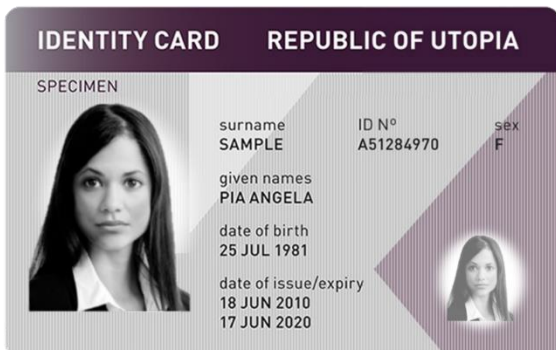 IDENTITY CARD REPUBLIC OF UTOPIA
SPECIMEN
surname ID Nº sex
SAMPLE A51284970 F
given names
PIA ANGELA
date of birth
25 JUL 1981
date of issue/expiry
18 JUN 2010
17 JUN 2020